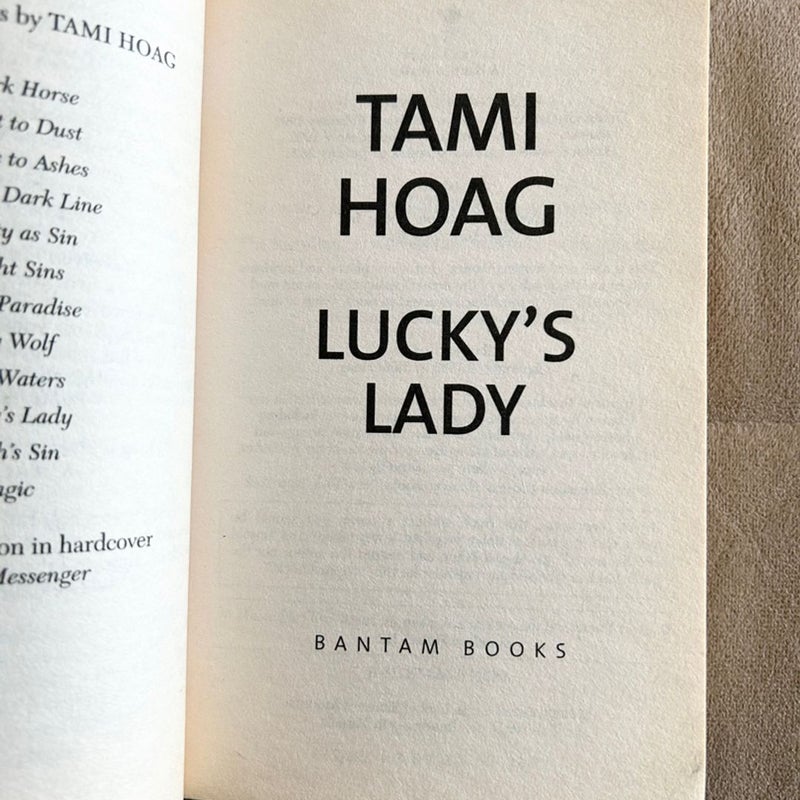 s by TAMI HOAG
k Horse
to Dust
to Ashes
Dark Line
y as Sin
ht Sins
Paradise
Wolf
Waters
's Lady
h's Sin
agic
on in hardcover
Messenger
TAMI
HOAG
LUCKY'S
LADY
BANTAM BOOKS